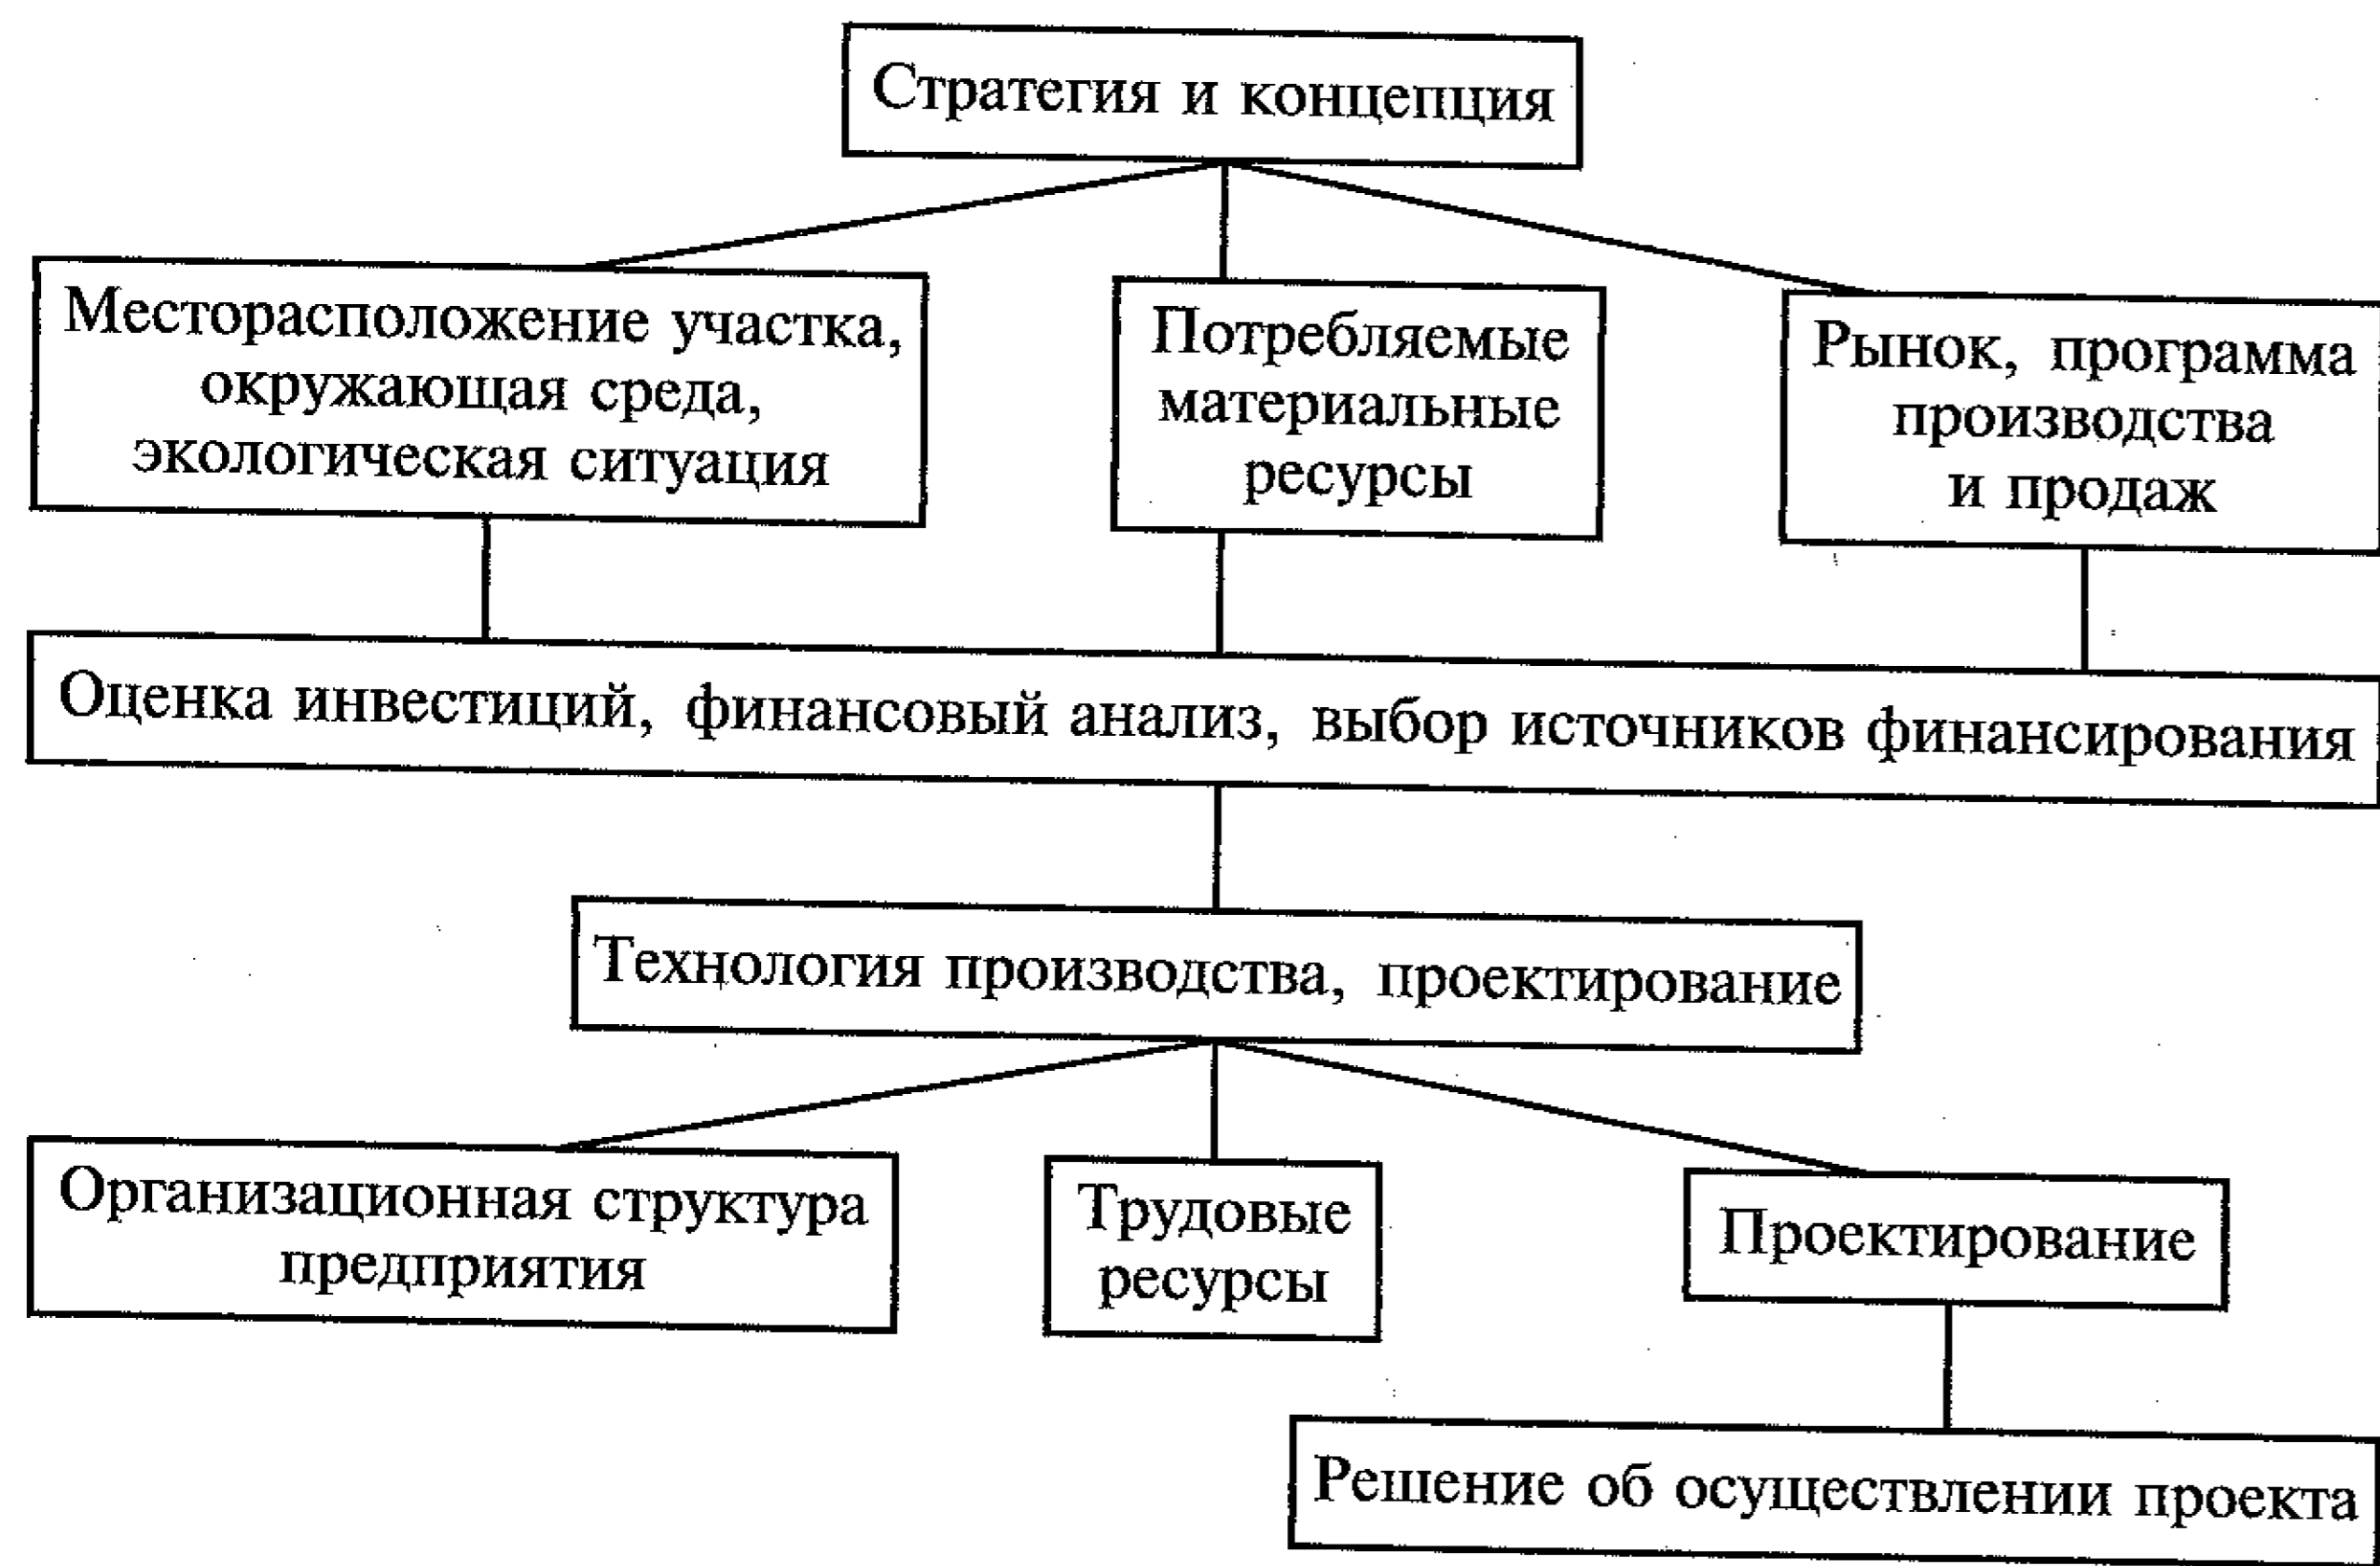 Стратегия и концепция
Месторасположение участка,
окружающая среда,
экологическая ситуация
Потребляемые
материальные
ресурсы
Рынок, программа
производства
и продаж
Оценка инвестиций, финансовый анализ, выбор источников финансирования
Технология производства, проектирование
Организационная структура
предприятия
Трудовые
ресурсы
Проектирование
Решение об осуществлении проекта